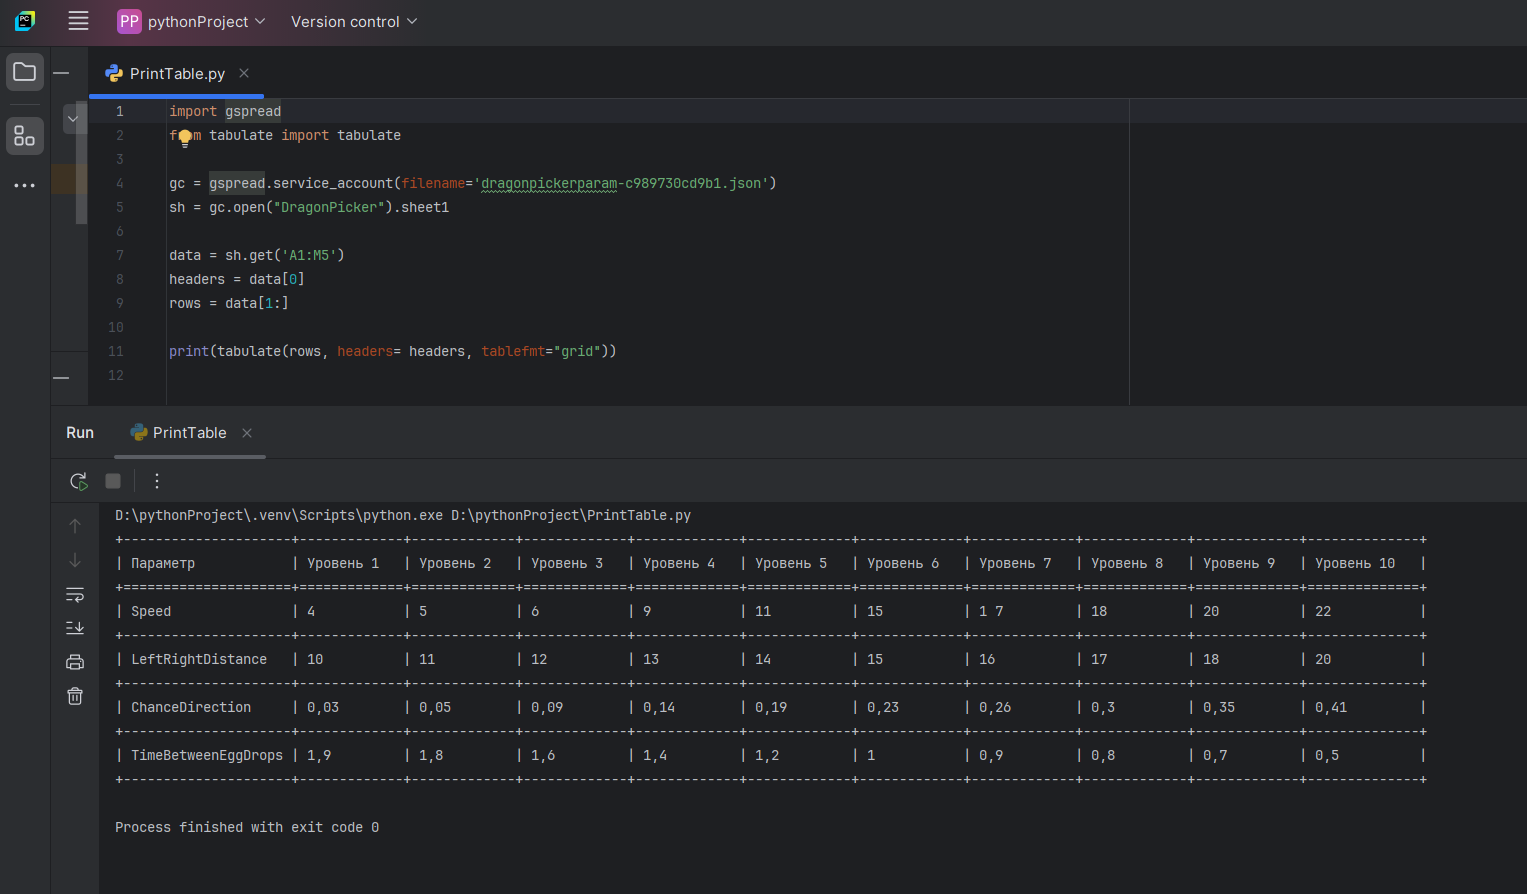 PC
PP pythonProject Version control
PrintTable.py
1 import gspread
2 from tabulate import tabulate
3
4 gc = gspread.service_account(filename='dragonpickerparam-c989730cd9b1.json')
5 sh = gc.open("DragonPicker").sheet1
6
7 data = sh.get('A1:M5')
8 headers = data[0]
9 rows = data[1:]
10
11 print(tabulate(rows, headers= headers, tablefmt="grid"))
12
Run PrintTable
D:\pythonProject\.venv\Scripts\python.exe D:\pythonProject\PrintTable.py
+---------------------+-------------+-------------+-------------+-------------+-------------+-------------+-------------+-------------+-------------+--------------+
| Параметр | Уровень 1 | Уровень 2 | Уровень 3 | Уровень 4 | Уровень 5 | Уровень 6 | Уровень 7 | Уровень 8 | Уровень 9 | Уровень 10 |
+=====================+=============+=============+=============+=============+=============+=============+=============+=============+=============+==============+
| Speed | 4 | 5 | 6 | 9 | 11 | 15 | 1 7 | 18 | 20 | 22 |
+---------------------+-------------+-------------+-------------+-------------+-------------+-------------+-------------+-------------+-------------+--------------+
| LeftRightDistance | 10 | 11 | 12 | 13 | 14 | 15 | 16 | 17 | 18 | 20 |
+---------------------+-------------+-------------+-------------+-------------+-------------+-------------+-------------+-------------+-------------+--------------+
| ChanceDirection | 0,03 | 0,05 | 0,09 | 0,14 | 0,19 | 0,23 | 0,26 | 0,3 | 0,35 | 0,41 |
+---------------------+-------------+-------------+-------------+-------------+-------------+-------------+-------------+-------------+-------------+--------------+
| TimeBetweenEggDrops | 1,9 | 1,8 | 1,6 | 1,4 | 1,2 | 1 | 0,9 | 0,8 | 0,7 | 0,5 |
+---------------------+-------------+-------------+-------------+-------------+-------------+-------------+-------------+-------------+-------------+--------------+
Process finished with exit code 0